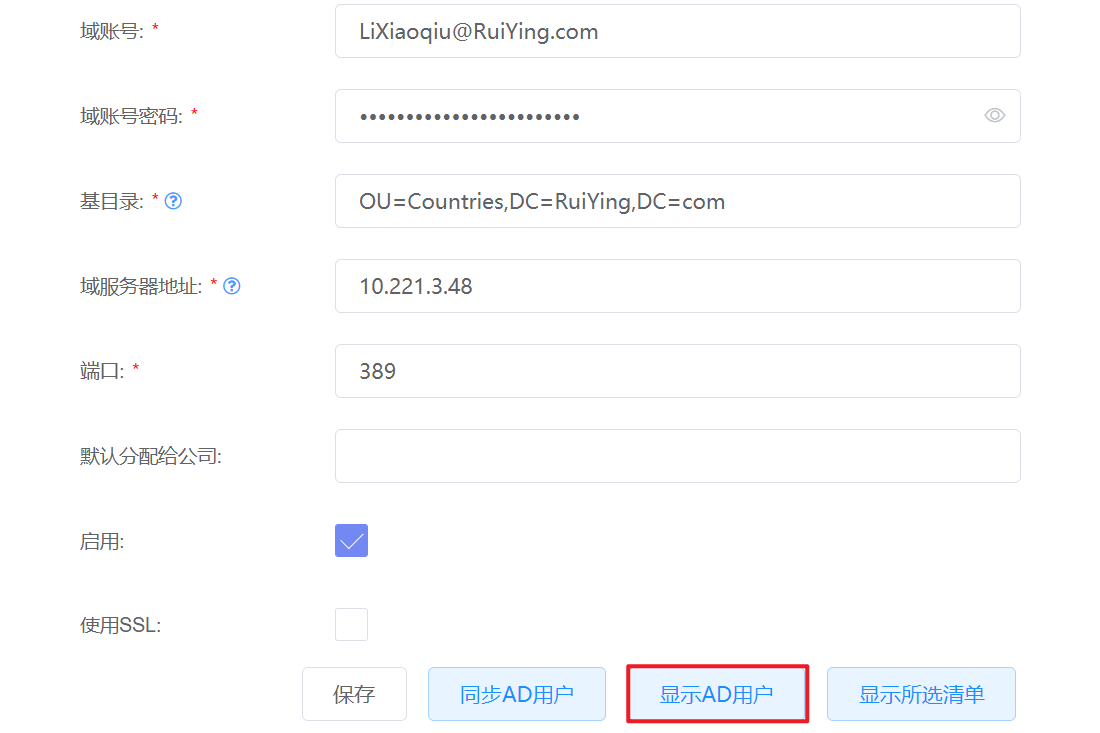 域账号: * LiXiaoqiu@RuiYing.com
域账号密码: * ••••••••••••••••••••••••
基目录: * ? OU=Countries,DC=RuiYing,DC=com
域服务器地址: * ? 10.221.3.48
端口: * 389
默认分配给公司:
启用:
使用SSL:
保存 同步AD用户 显示AD用户 显示所选清单